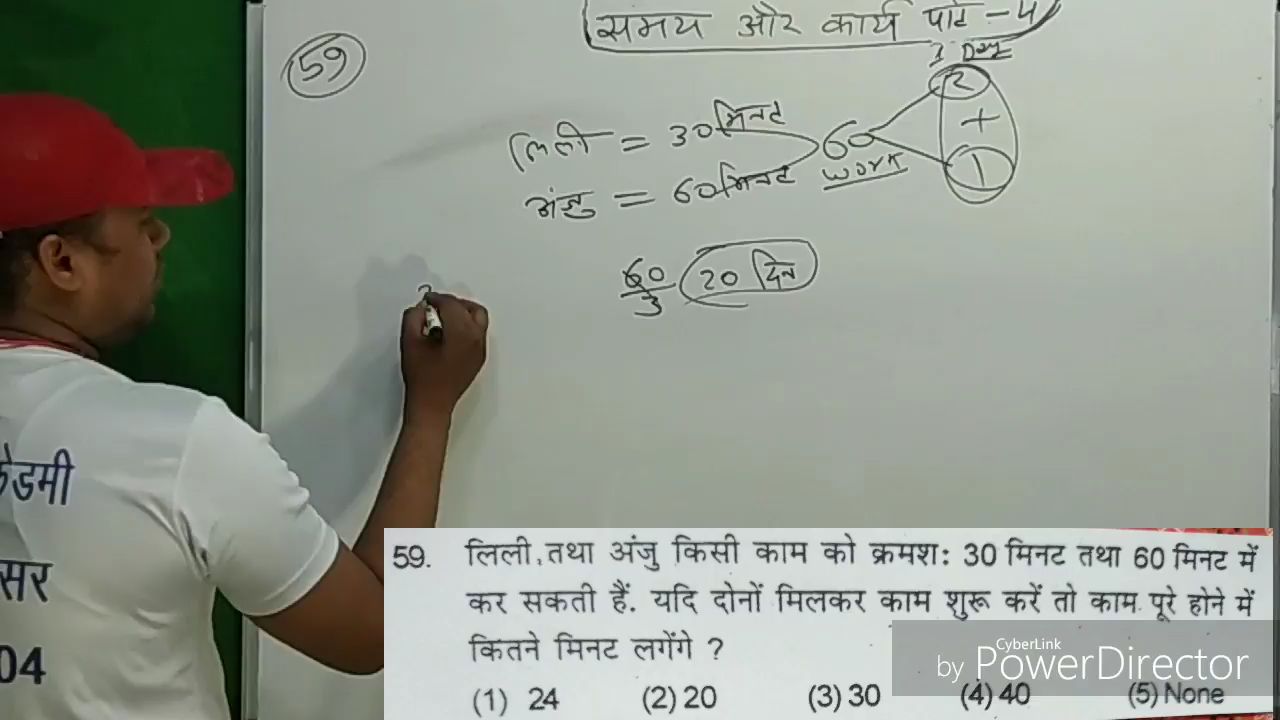 समय और कार्य पार्ट-4
59
1 Day
लिली = 30 मिनट 60 2
work +
अंजु = 60 मिनट 1
60/3 20 दिन
केडमी
सर
04
59. लिली तथा अंजु किसी काम को क्रमश: 30 मिनट तथा 60 मिनट में
कर सकती हैं. यदि दोनों मिलकर काम शुरू करें तो काम पूरे होने में
कितने मिनट लगेंगे ?
(1) 24 (2) 20 (3) 30 (4) 40 (5) None
CyberLink
by PowerDirector